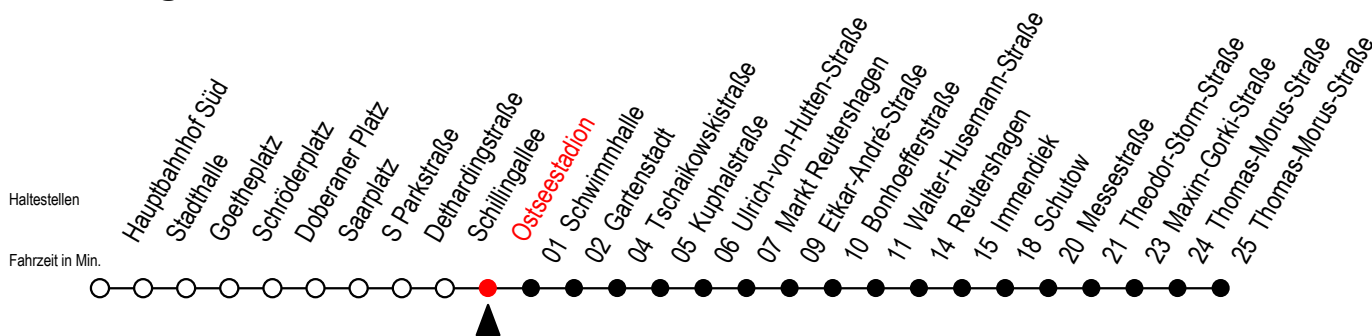 Haltestellen
Fahrzeit in Min.
Hauptbahnhof Süd
Stadthalle
Goetheplatz
Schröderplatz
Doberaner Platz
Saarplatz
S Parkstraße
Dethardingstraße
Schillingallee
Ostseestadion
01 Schwimmhalle
02 Gartenstadt
04 Tschaikowskistraße
05 Kuphalstraße
06 Ulrich-von-Hutten-Straße
07 Markt Reutershagen
09 Etkar-André-Straße
10 Bonhoefferstraße
11 Walter-Husemann-Straße
14 Reutershagen
15 Immendiek
18 Schutow
20 Messestraße
21 Theodor-Storm-Straße
23 Maxim-Gorki-Straße
24 Thomas-Morus-Straße
25 Thomas-Morus-Straße